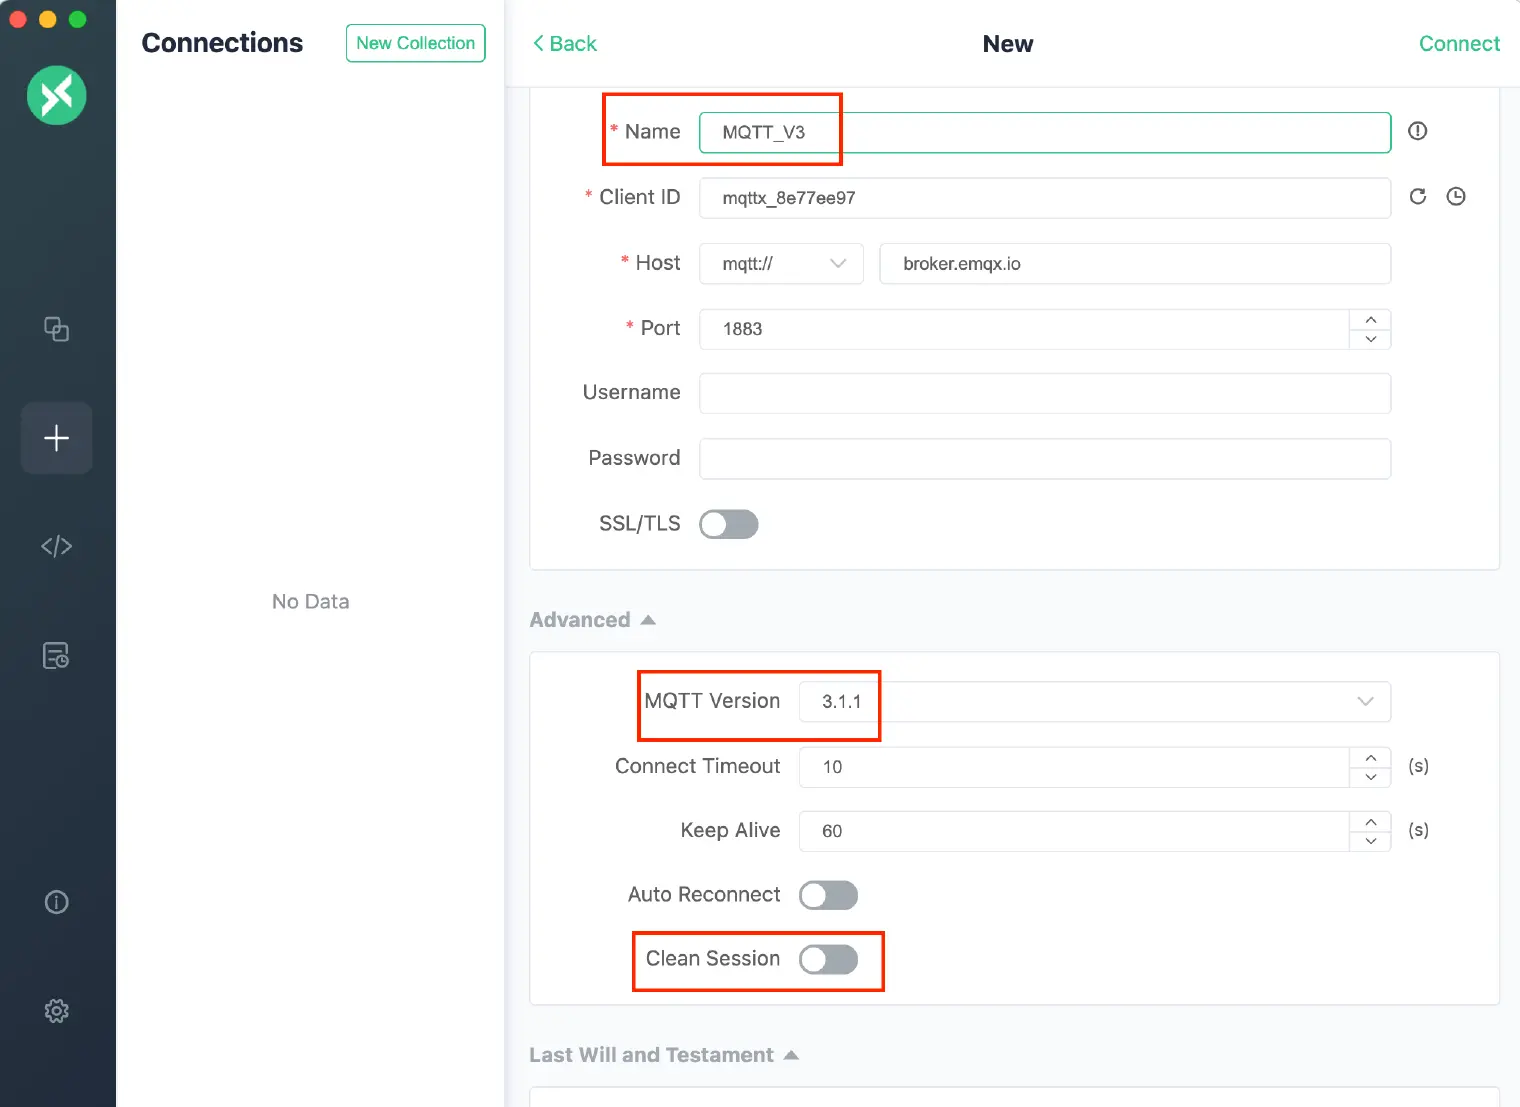 Connections
New Collection
No Data
Back
New
Connect
* Name MQTT_V3
* Client ID mqttx_8e77ee97
* Host mqtt:// broker.emqx.io
* Port 1883
Username
Password
SSL/TLS
Advanced
MQTT Version 3.1.1
Connect Timeout 10 (s)
Keep Alive 60 (s)
Auto Reconnect
Clean Session
Last Will and Testament